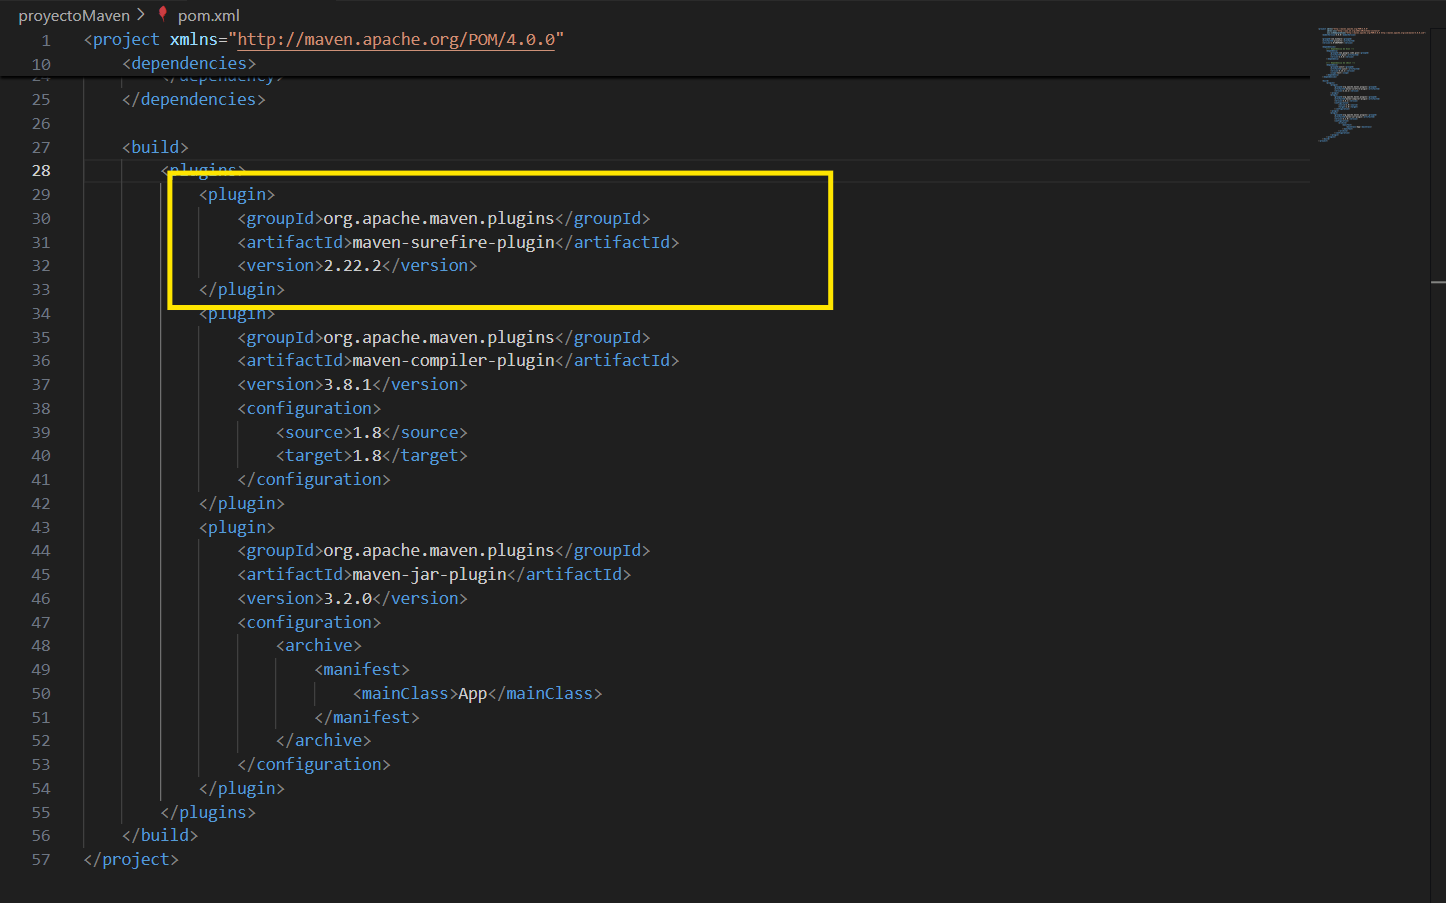 proyectoMaven > pom.xml
1 <project xmlns="http://maven.apache.org/POM/4.0.0"
10 <dependencies>
24 </dependency>
25 </dependencies>
26
27 <build>
28 <plugins>
29 <plugin>
30 <groupId>org.apache.maven.plugins</groupId>
31 <artifactId>maven-surefire-plugin</artifactId>
32 <version>2.22.2</version>
33 </plugin>
34 <plugin>
35 <groupId>org.apache.maven.plugins</groupId>
36 <artifactId>maven-compiler-plugin</artifactId>
37 <version>3.8.1</version>
38 <configuration>
39 <source>1.8</source>
40 <target>1.8</target>
41 </configuration>
42 </plugin>
43 <plugin>
44 <groupId>org.apache.maven.plugins</groupId>
45 <artifactId>maven-jar-plugin</artifactId>
46 <version>3.2.0</version>
47 <configuration>
48 <archive>
49 <manifest>
50 <mainClass>App</mainClass>
51 </manifest>
52 </archive>
53 </configuration>
54 </plugin>
55 </plugins>
56 </build>
57 </project>